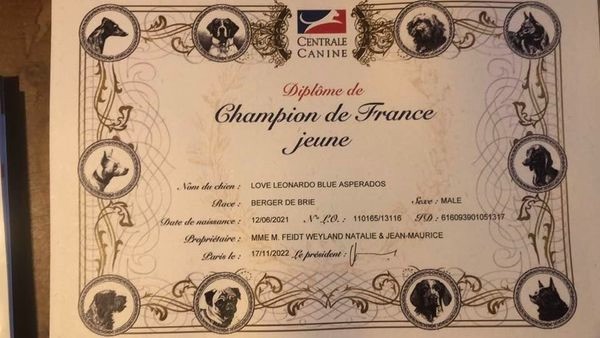 CENTRALE
CANINE
Diplôme de
Champion de France
jeune
Nom du chien : LOVE LEONARDO BLUE ASPERADOS
Race : BERGER DE BRIE Sexe : MALE
Date de naissance : 12/06/2021 N° L.O. : 110165/13116 ID : 616093901051317
Propriétaire : MME M. FEIDT WEYLAND NATALIE & JEAN-MAURICE
Paris le : 17/11/2022 Le président :